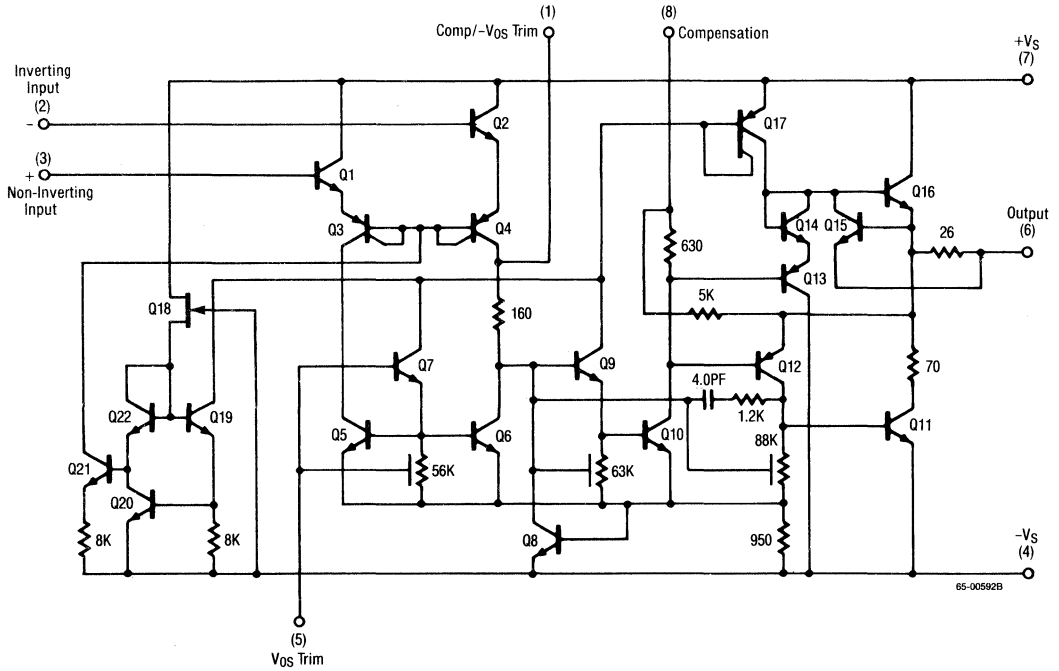 (1)
Comp/-VOS Trim
(8)
Compensation
+VS
(7)
Inverting
Input
(2)
-
(3)
+
Non-Inverting
Input
Q2
Q1
Q17
Q16
Q3
Q4
Q14
Q15
Output
(6)
26
630
Q13
Q18
160
5K
Q7
Q9
Q12
70
4.0PF
1.2K
Q22
Q19
Q5
Q6
Q10
88K
Q11
Q21
56K
63K
Q20
8K
8K
Q8
950
-VS
(4)
65-00592B
(5)
VOS Trim